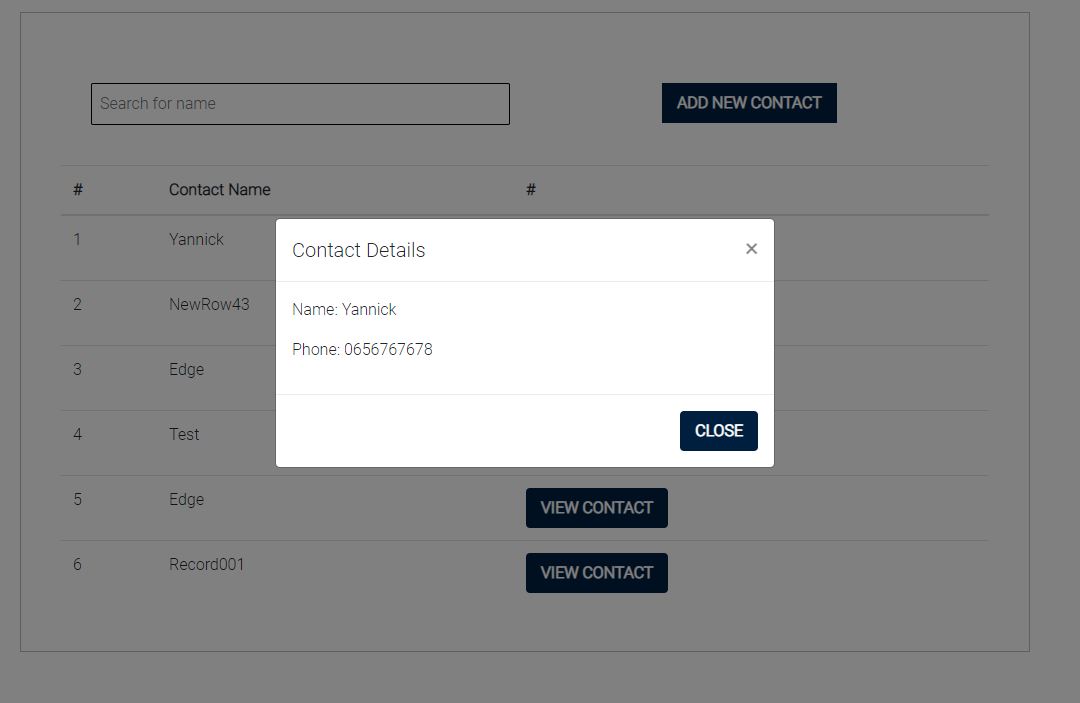 Search for name
ADD NEW CONTACT
# Contact Name #
1 Yannick
2 NewRow43
3 Edge
4 Test
5 Edge VIEW CONTACT
6 Record001 VIEW CONTACT
Contact Details ×
Name: Yannick
Phone: 0656767678
CLOSE